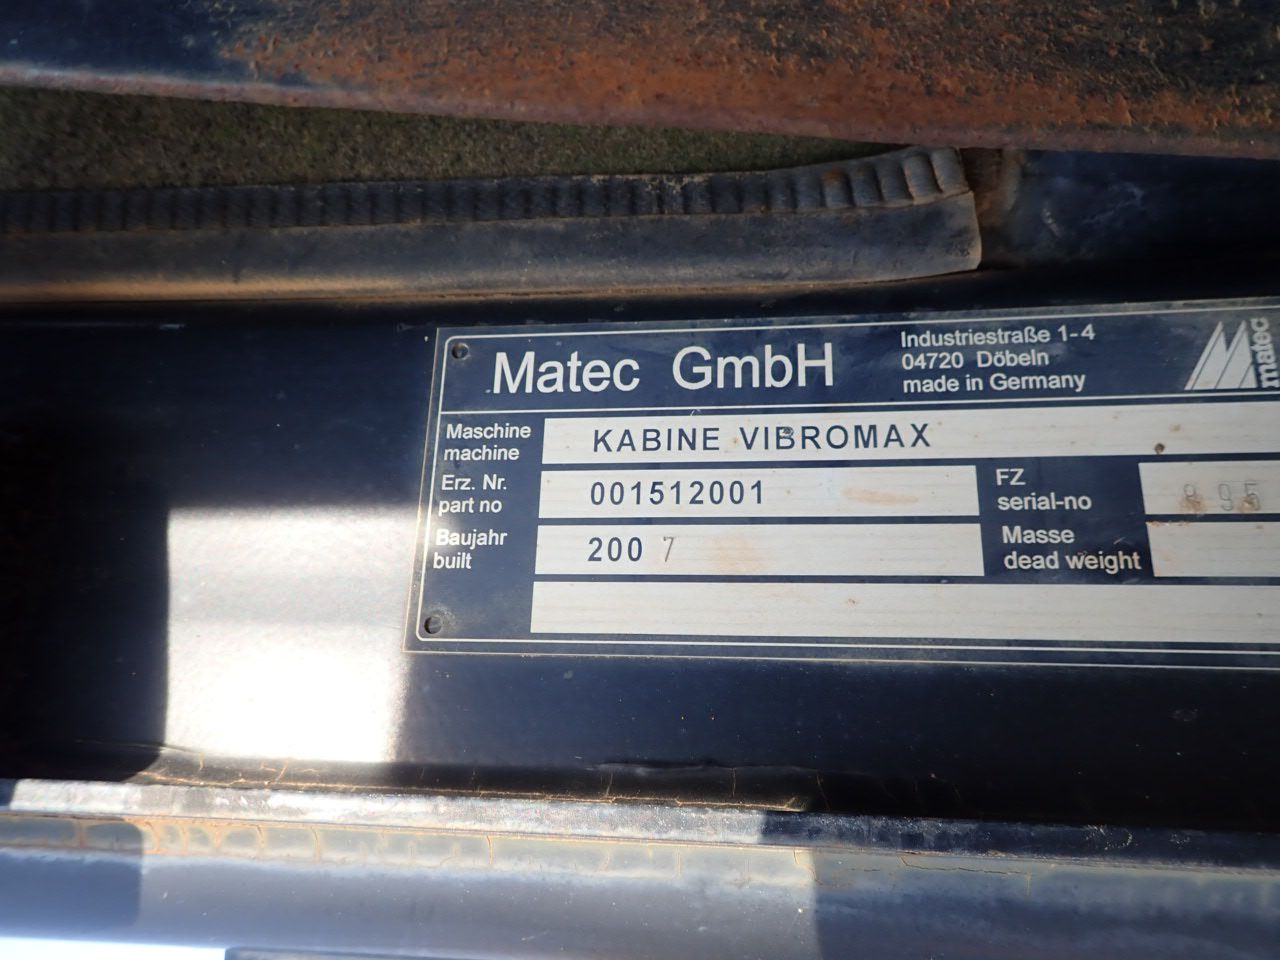 Matec GmbH
Industriestraße 1-4
04720 Döbeln
made in Germany
matec
Maschine
machine
KABINE VIBROMAX
Erz. Nr.
part no
001512001
FZ
serial-no
Baujahr
built
2007
Masse
dead weight